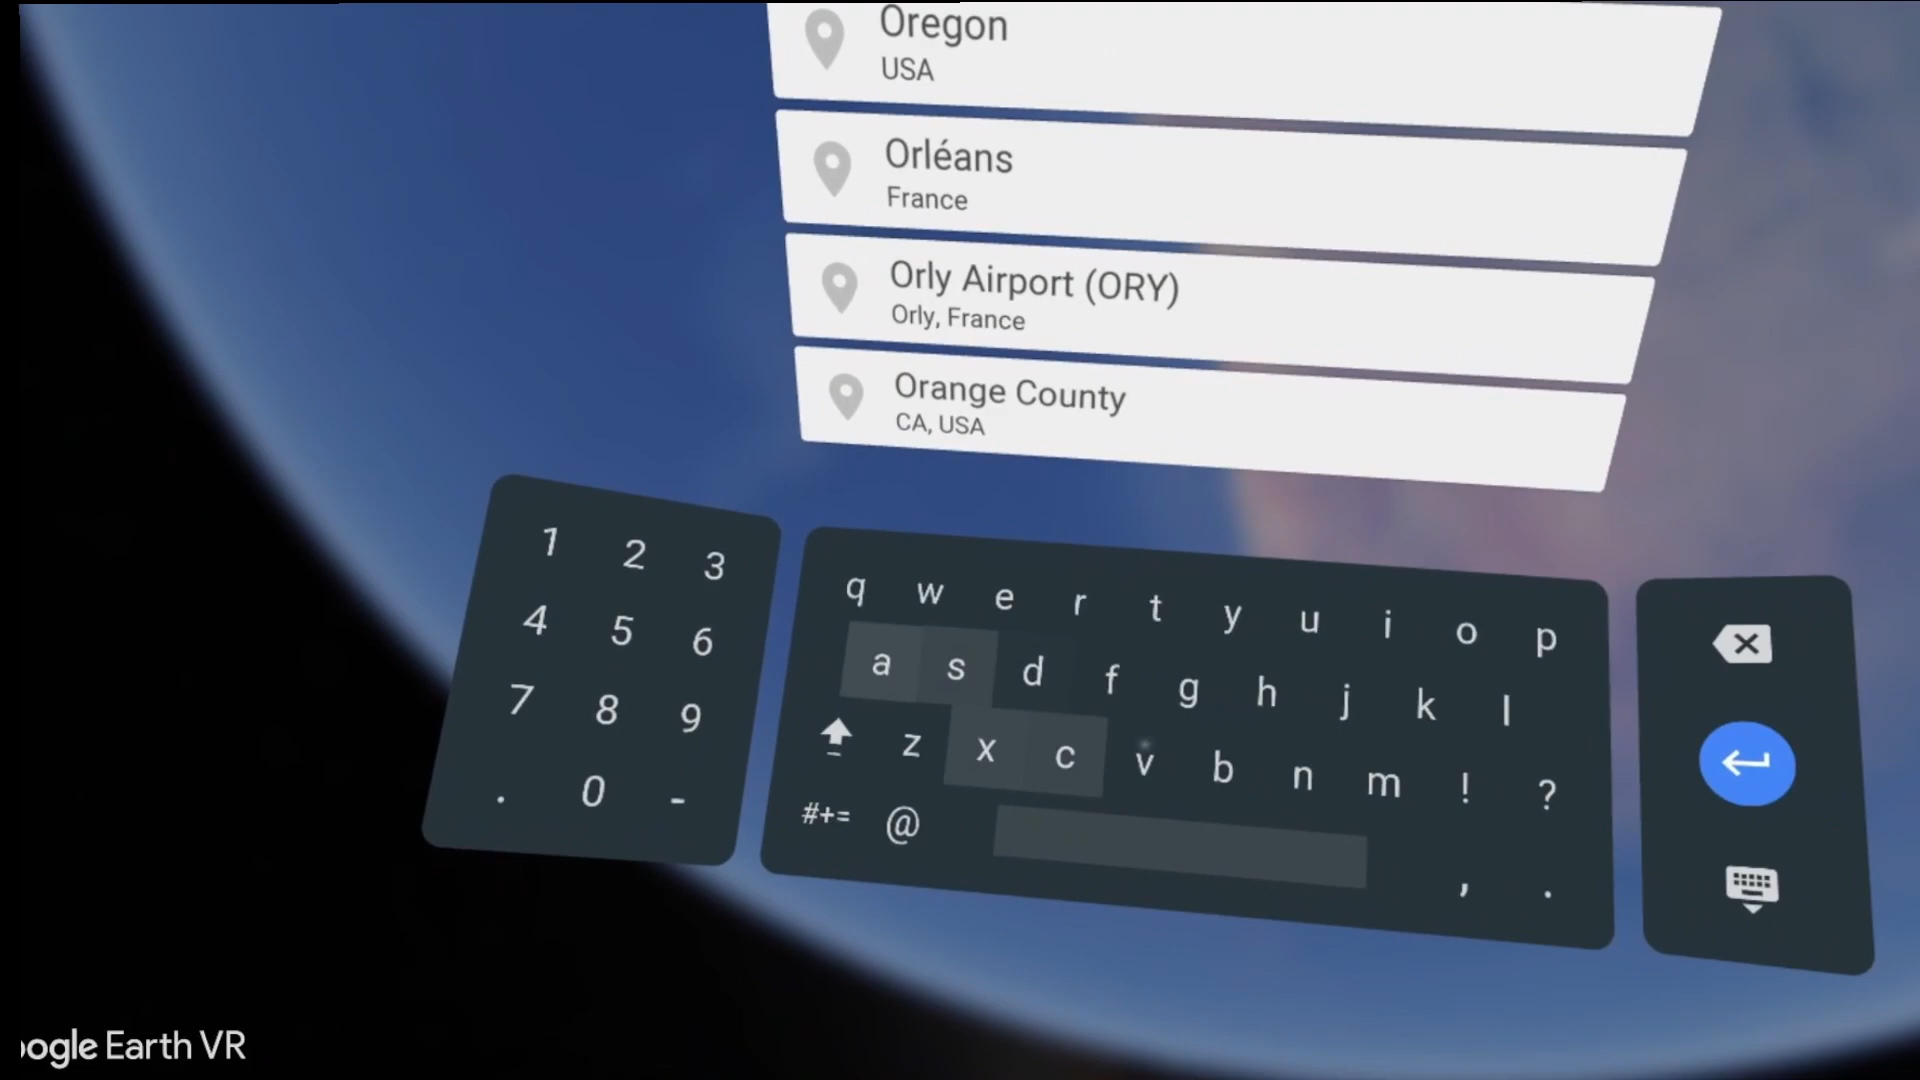 Oregon
USA
Orléans
France
Orly Airport (ORY)
Orly, France
Orange County
CA, USA
1 2 3
4 5 6
7 8 9
. 0 -
q w e r t y u i o p
a s d f g h j k l
z x c v b n m ! ?
#+= @ , .
oogle Earth VR